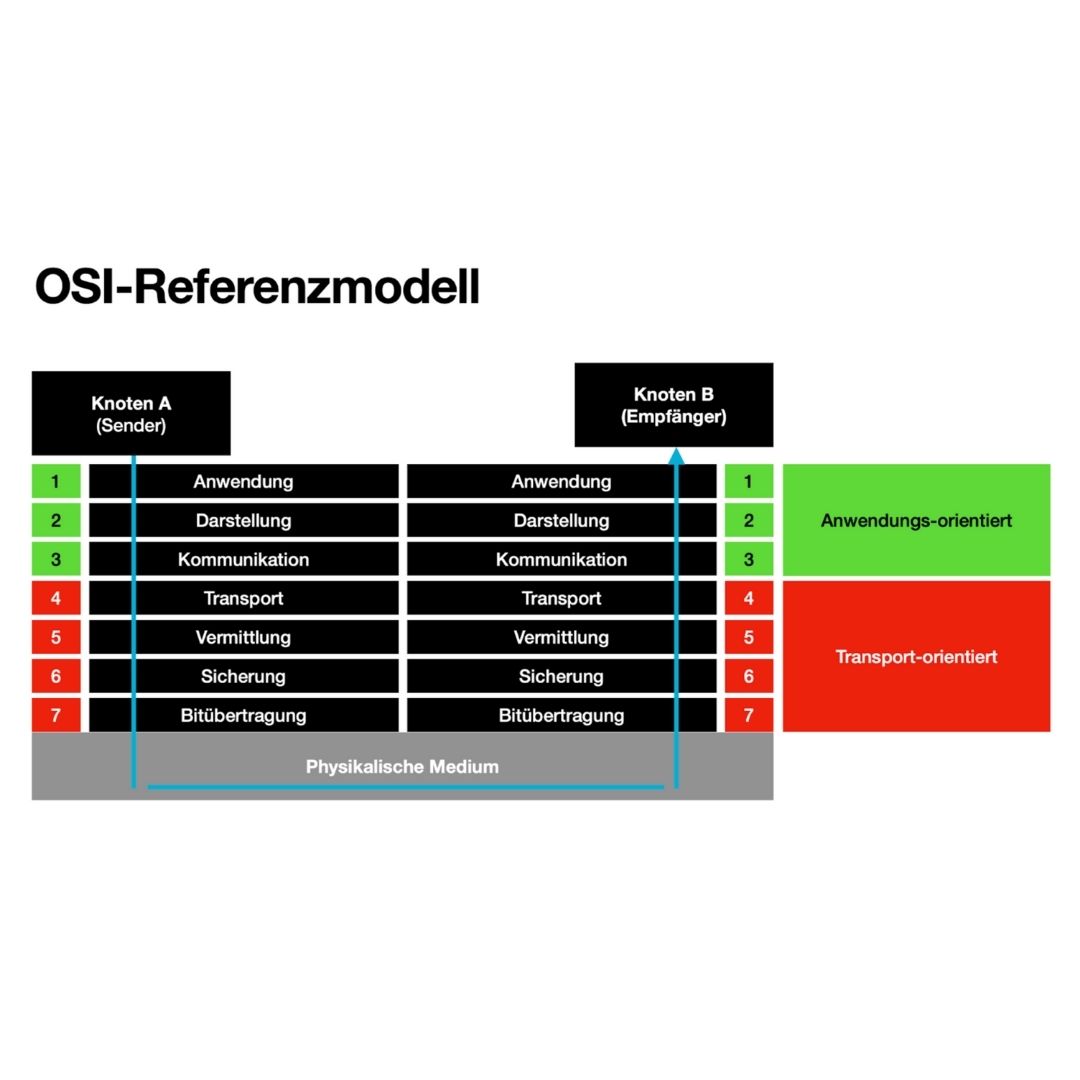 OSI-Referenzmodell
Knoten A
(Sender)
Knoten B
(Empfänger)
1 Anwendung Anwendung 1
2 Darstellung Darstellung 2
3 Kommunikation Kommunikation 3
Anwendungs-orientiert
4 Transport Transport 4
5 Vermittlung Vermittlung 5
6 Sicherung Sicherung 6
7 Bitübertragung Bitübertragung 7
Transport-orientiert
Physikalische Medium